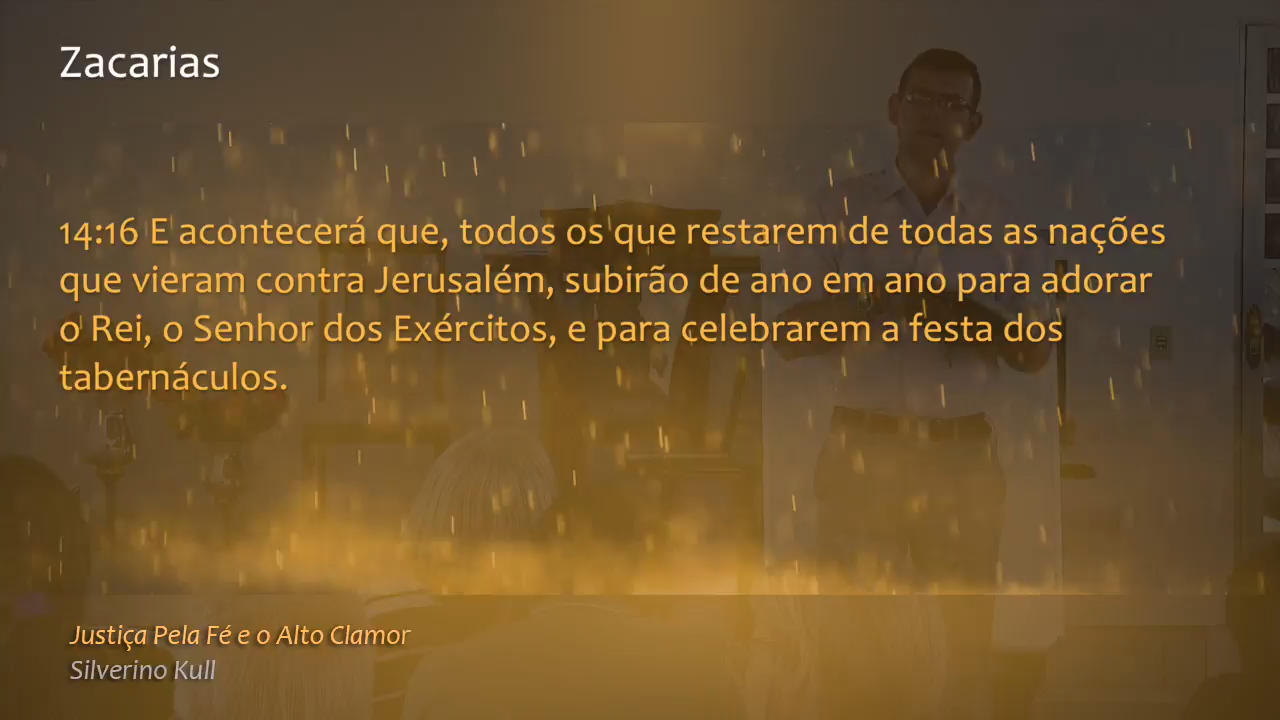 Zacarias
14:16 E acontecerá que, todos os que restarem de todas as nações
que vieram contra Jerusalém, subirão de ano em ano para adorar
o Rei, o Senhor dos Exércitos, e para celebrarem a festa dos
tabernáculos.
Justiça Pela Fé e o Alto Clamor
Silverino Kull